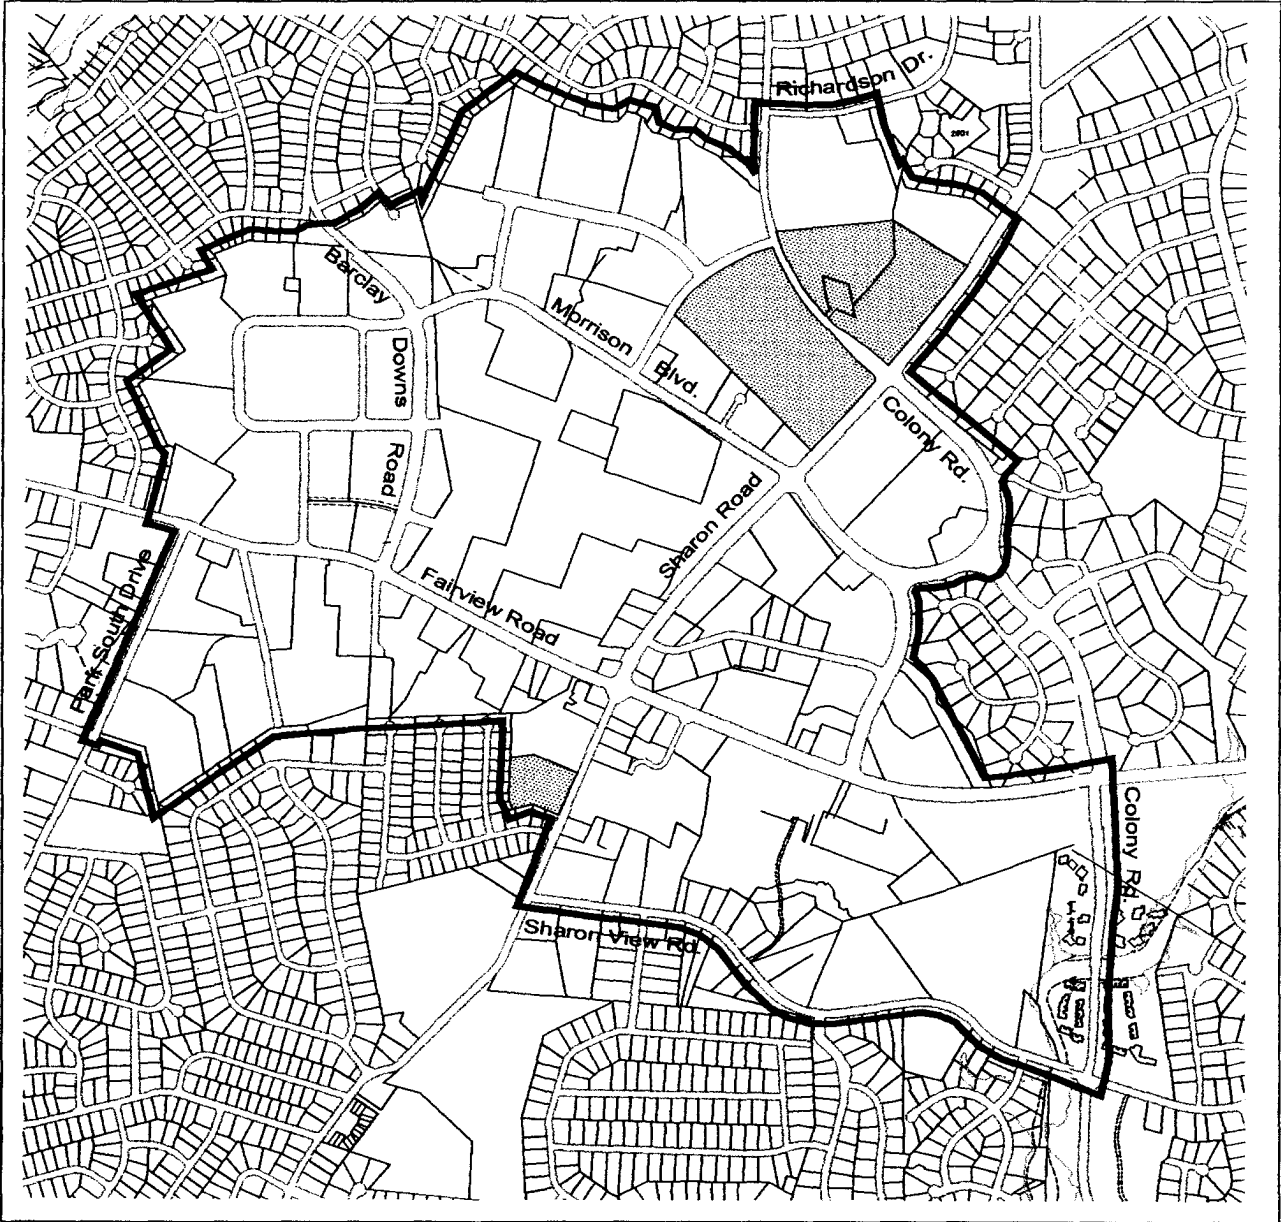 Richardson Dr.
2901
Barclay
Morrison
Downs
Blvd.
Colony Rd.
Road
Sharon Road
Fairview Road
Park South Drive
Colony Rd.
Sharon View Rd.